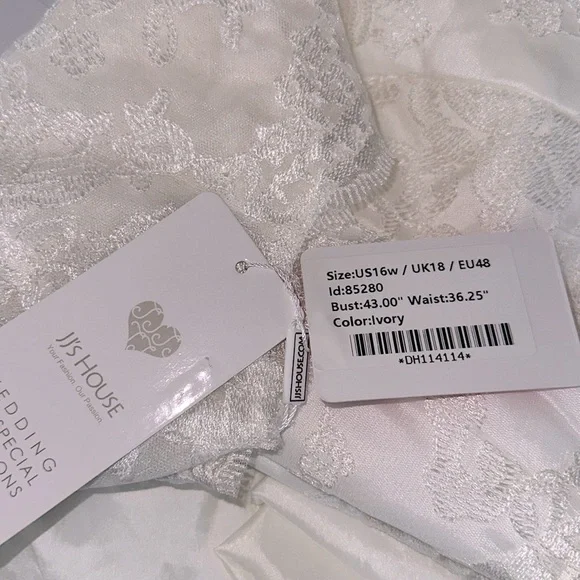 JJ'S HOUSE
Your Passion. Our Passion
EDDING
SPECIAL
ONS
JJSHOUSE.COM
Size:US16w / UK18 / EU48
Id:85280
Bust:43.00" Waist:36.25"
Color:Ivory
*DH114114*